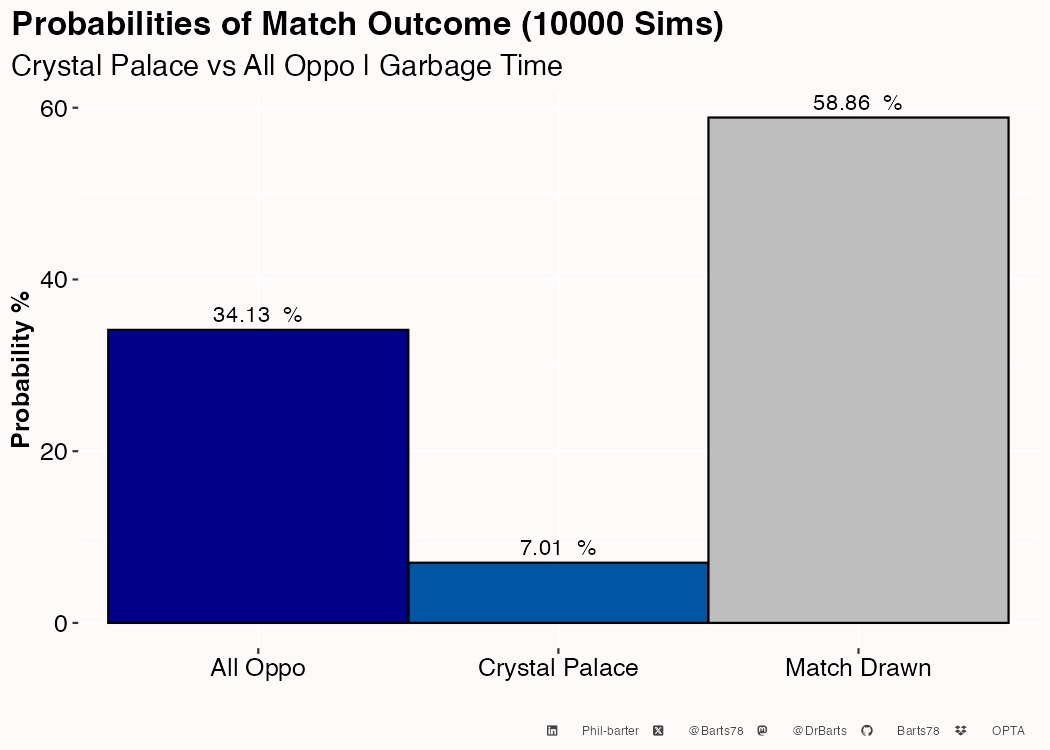 Probabilities of Match Outcome (10000 Sims)
Crystal Palace vs All Oppo | Garbage Time
Probability %
60
40
20
0
34.13 %
7.01 %
58.86 %
All Oppo
Crystal Palace
Match Drawn
Phil-barter @Barts78 @DrBarts Barts78 OPTA